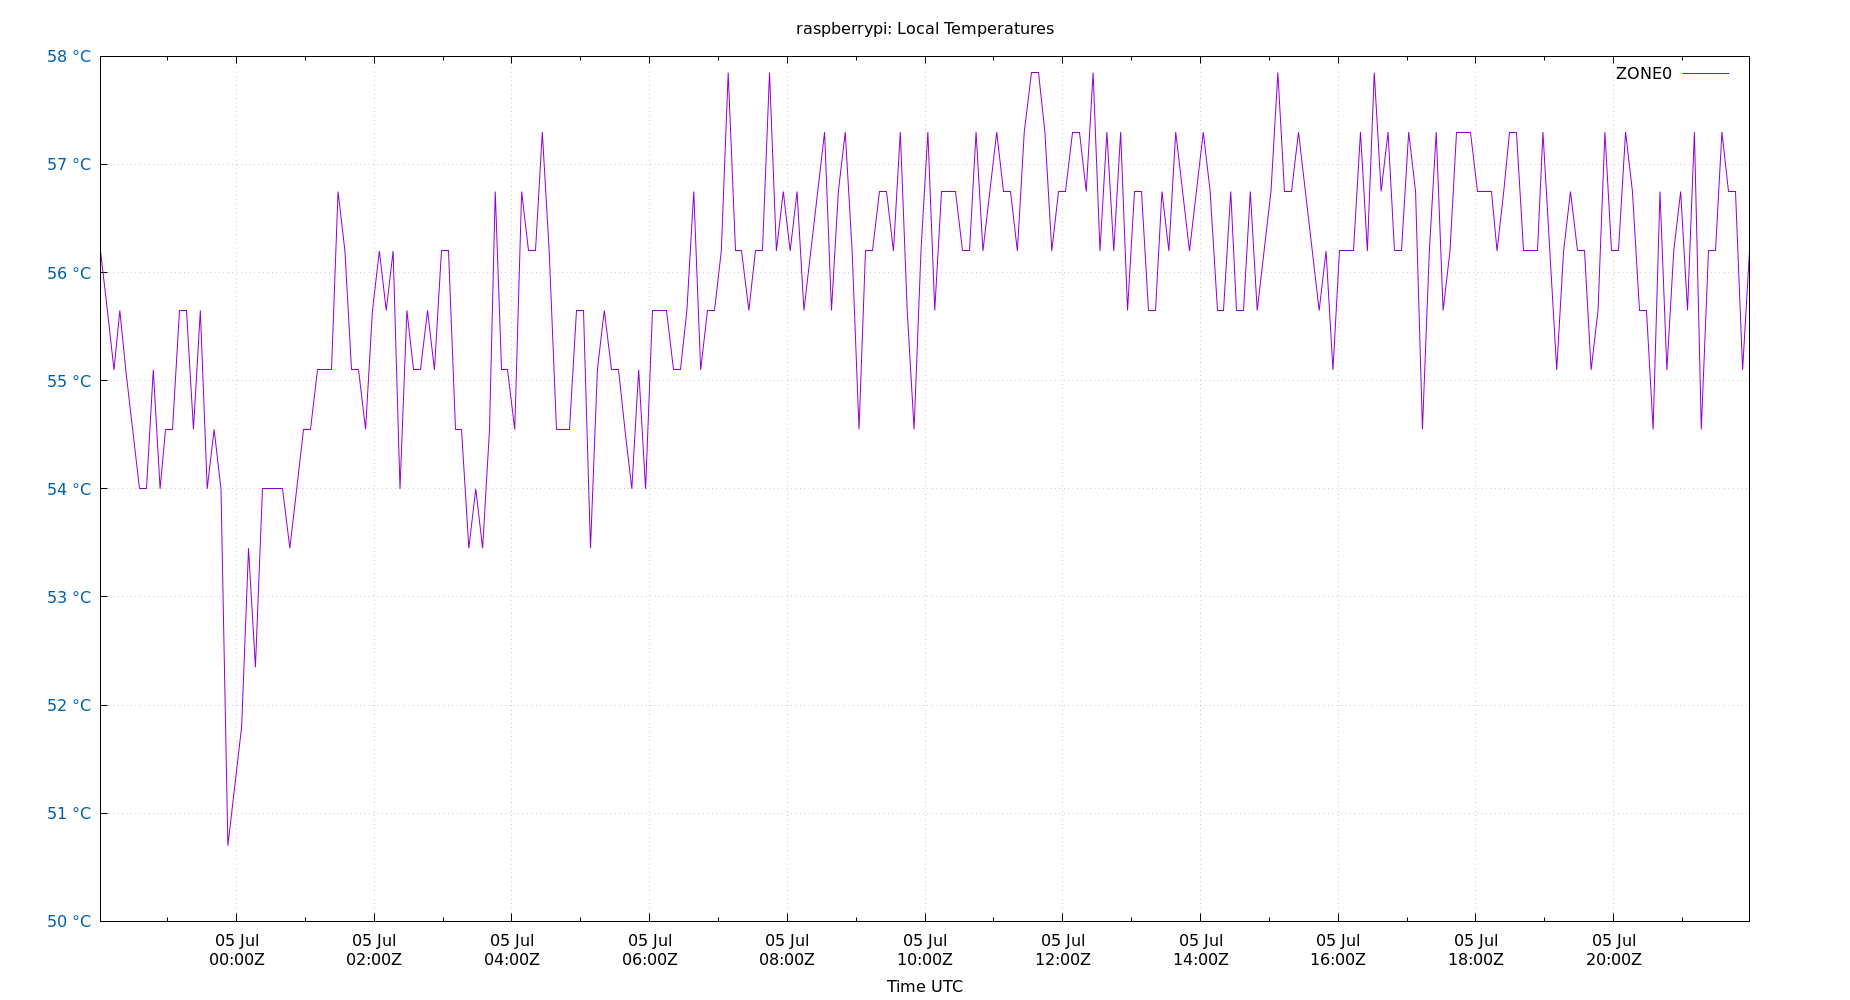 raspberrypi: Local Temperatures
58 °C
ZONE0
57 °C
56 °C
55 °C
54 °C
53 °C
52 °C
51 °C
50 °C
05 Jul 05 Jul 05 Jul 05 Jul 05 Jul 05 Jul 05 Jul 05 Jul 05 Jul 05 Jul 05 Jul
00:00Z 02:00Z 04:00Z 06:00Z 08:00Z 10:00Z 12:00Z 14:00Z 16:00Z 18:00Z 20:00Z
Time UTC